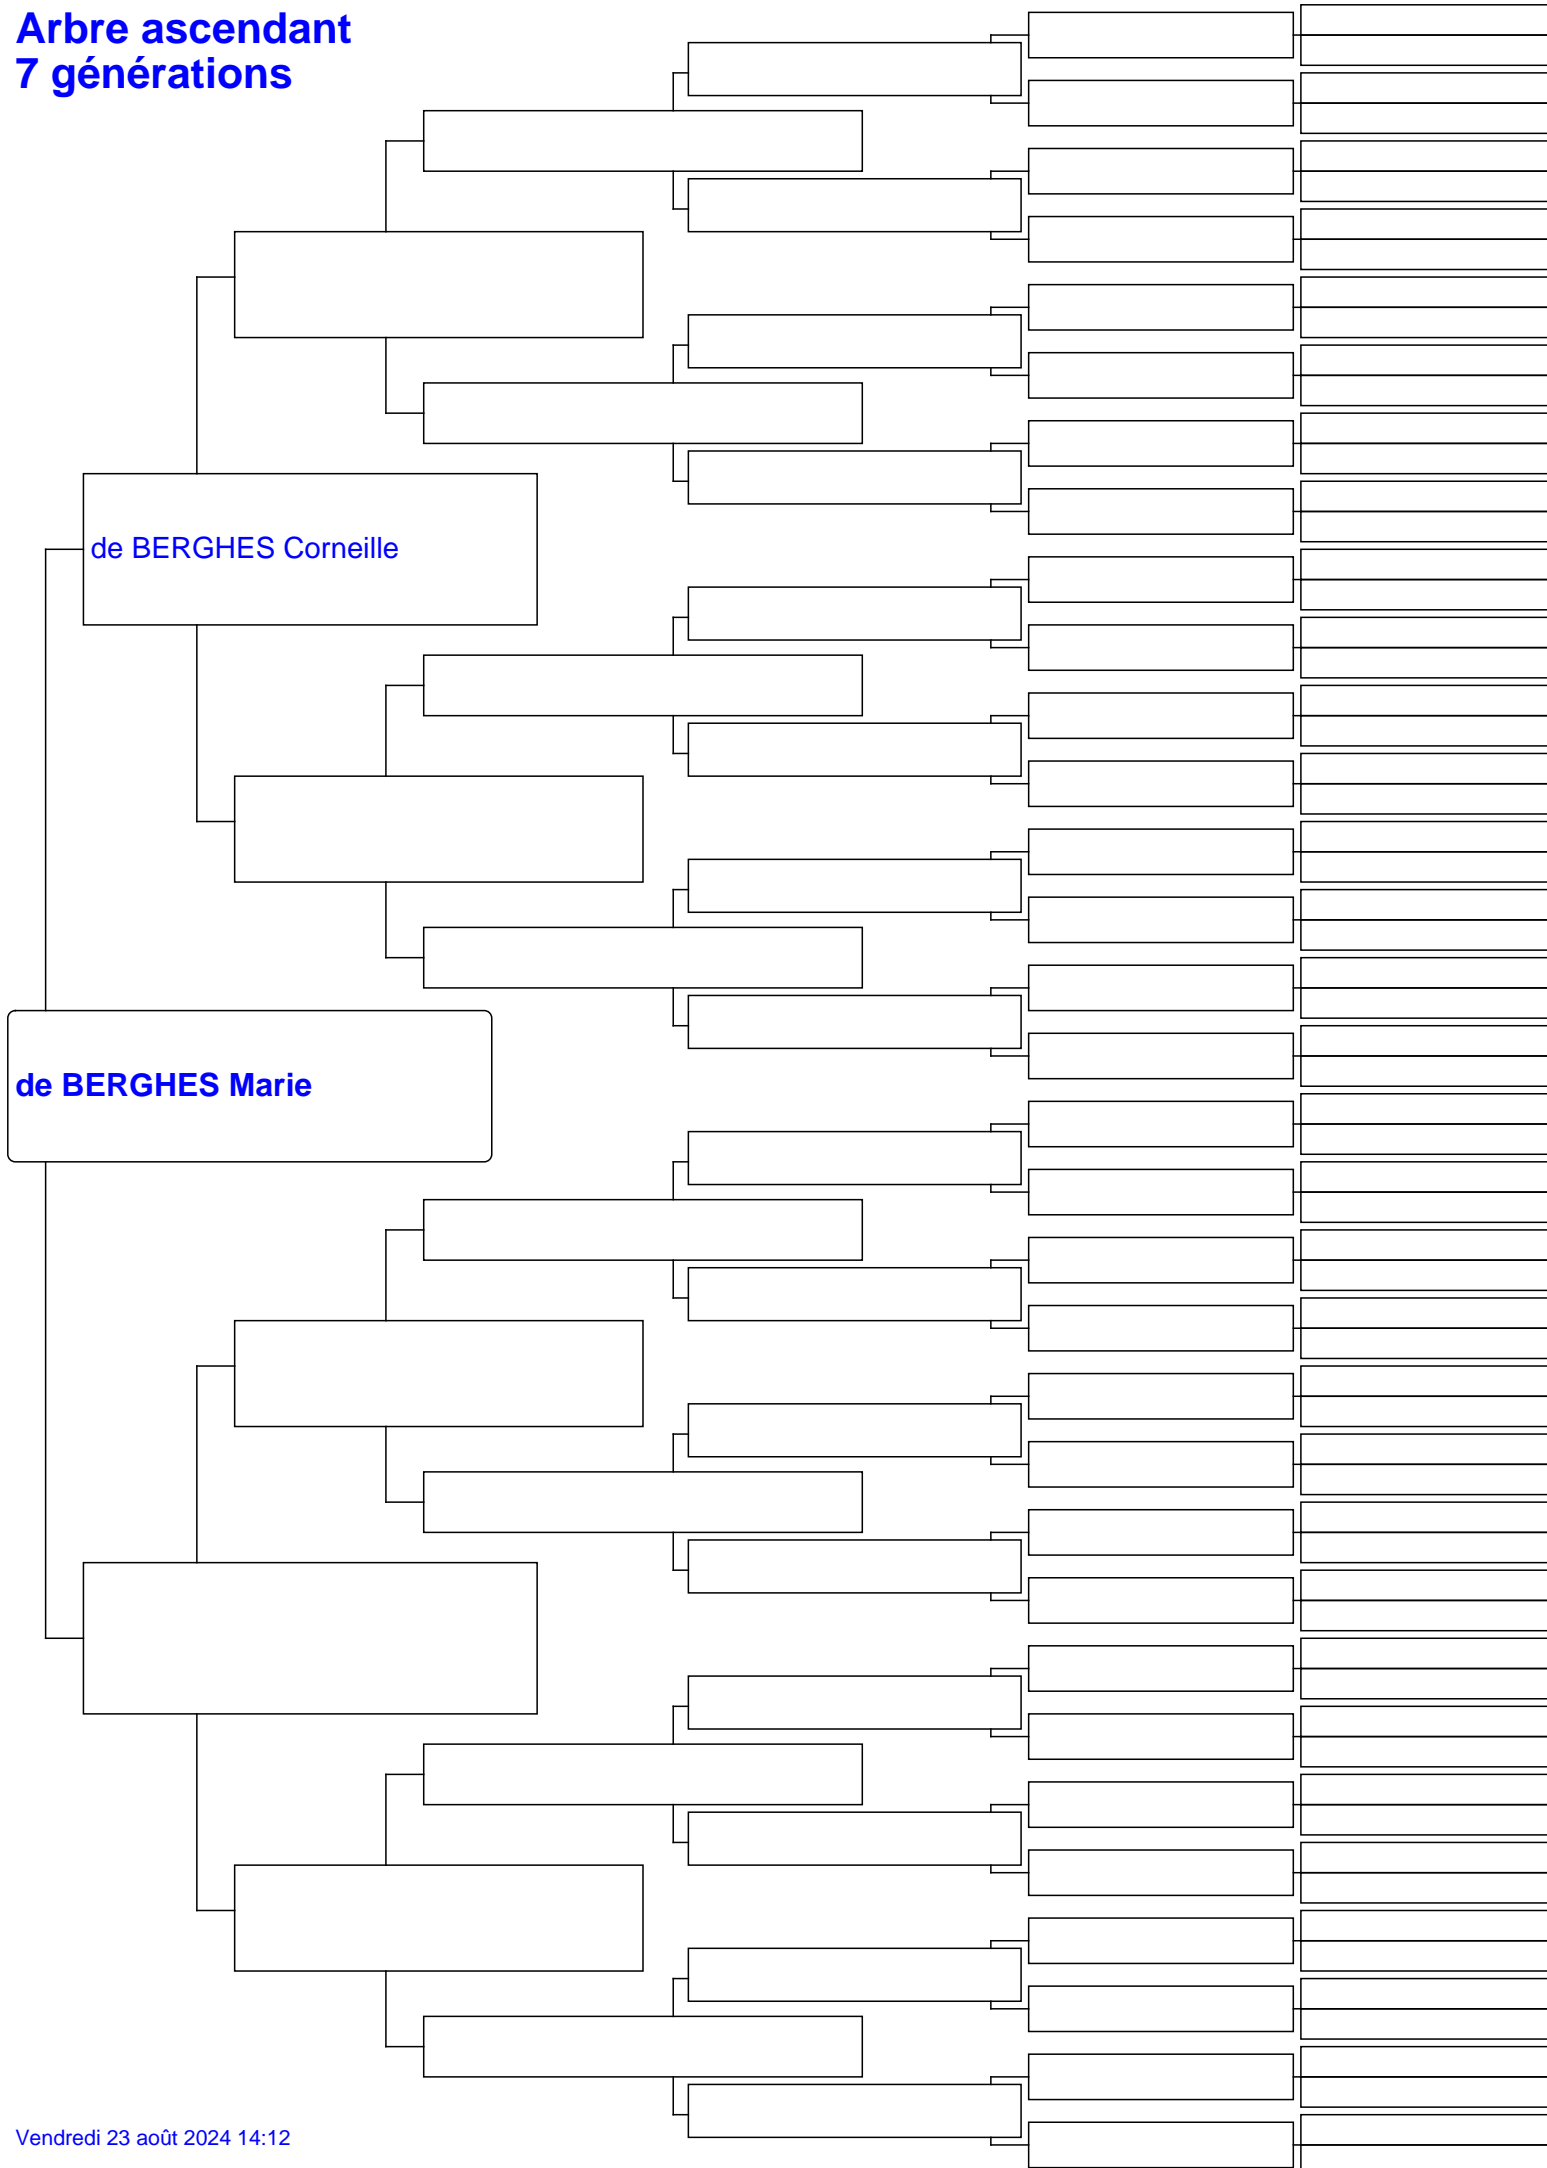 Arbre ascendant
7 générations
de BERGHES Corneille
de BERGHES Marie
Vendredi 23 août 2024 14:12